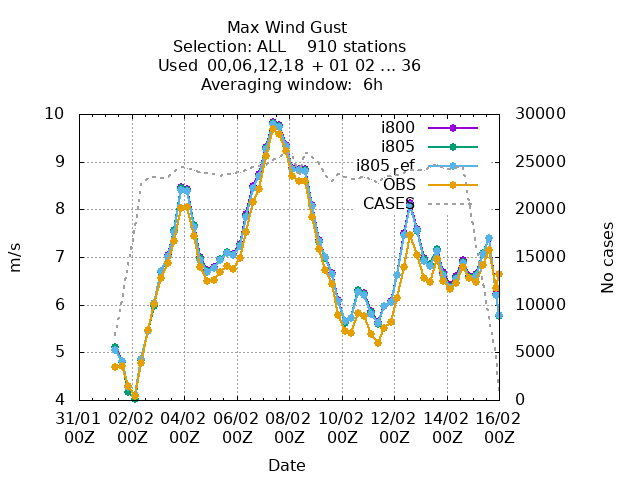 Max Wind Gust
Selection: ALL    910 stations
Used  00,06,12,18 + 01 02 ... 36
Averaging window:  6h
10
9
8
7
6
5
4
m/s
30000
25000
20000
15000
10000
5000
0
No cases
i800
i805
i805_ef
OBS
CASES
31/01 02/02 04/02 06/02 08/02 10/02 12/02 14/02 16/02
00Z 00Z 00Z 00Z 00Z 00Z 00Z 00Z 00Z
Date